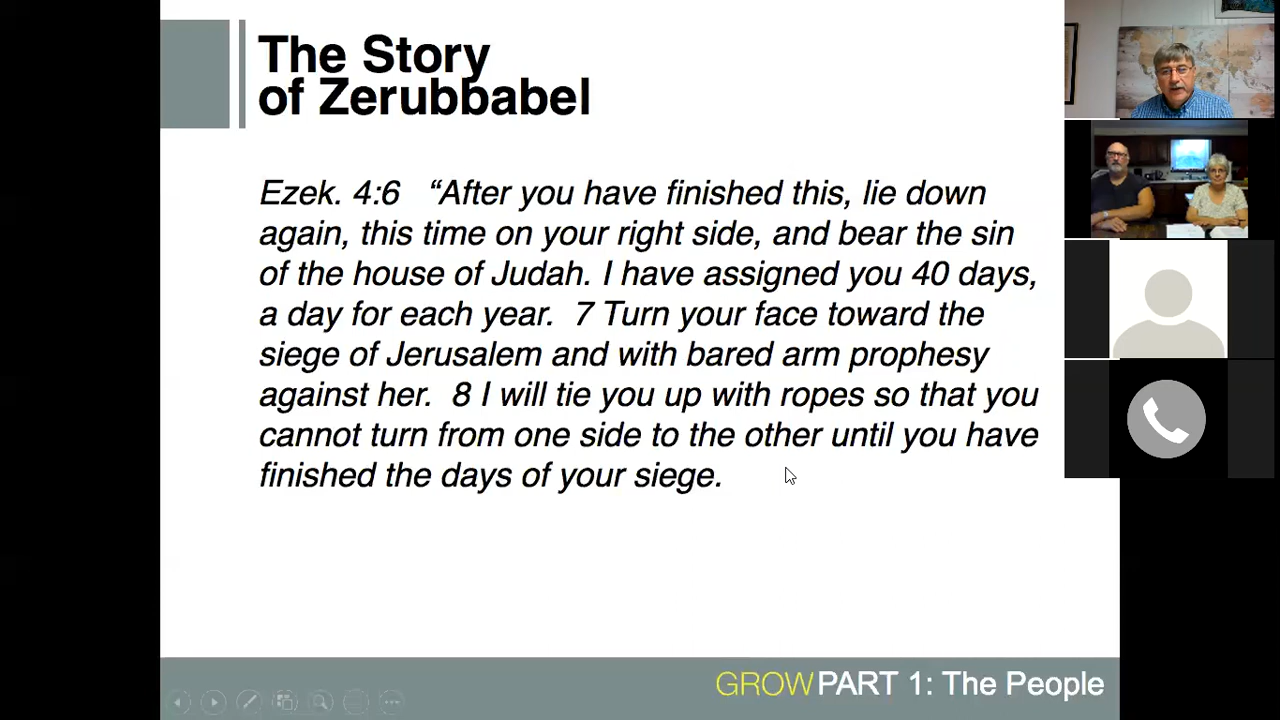 The Story
of Zerubbabel
Ezek. 4:6   “After you have finished this, lie down
again, this time on your right side, and bear the sin
of the house of Judah. I have assigned you 40 days,
a day for each year.  7 Turn your face toward the
siege of Jerusalem and with bared arm prophesy
against her.  8 I will tie you up with ropes so that you
cannot turn from one side to the other until you have
finished the days of your siege.
GROWPART 1: The People